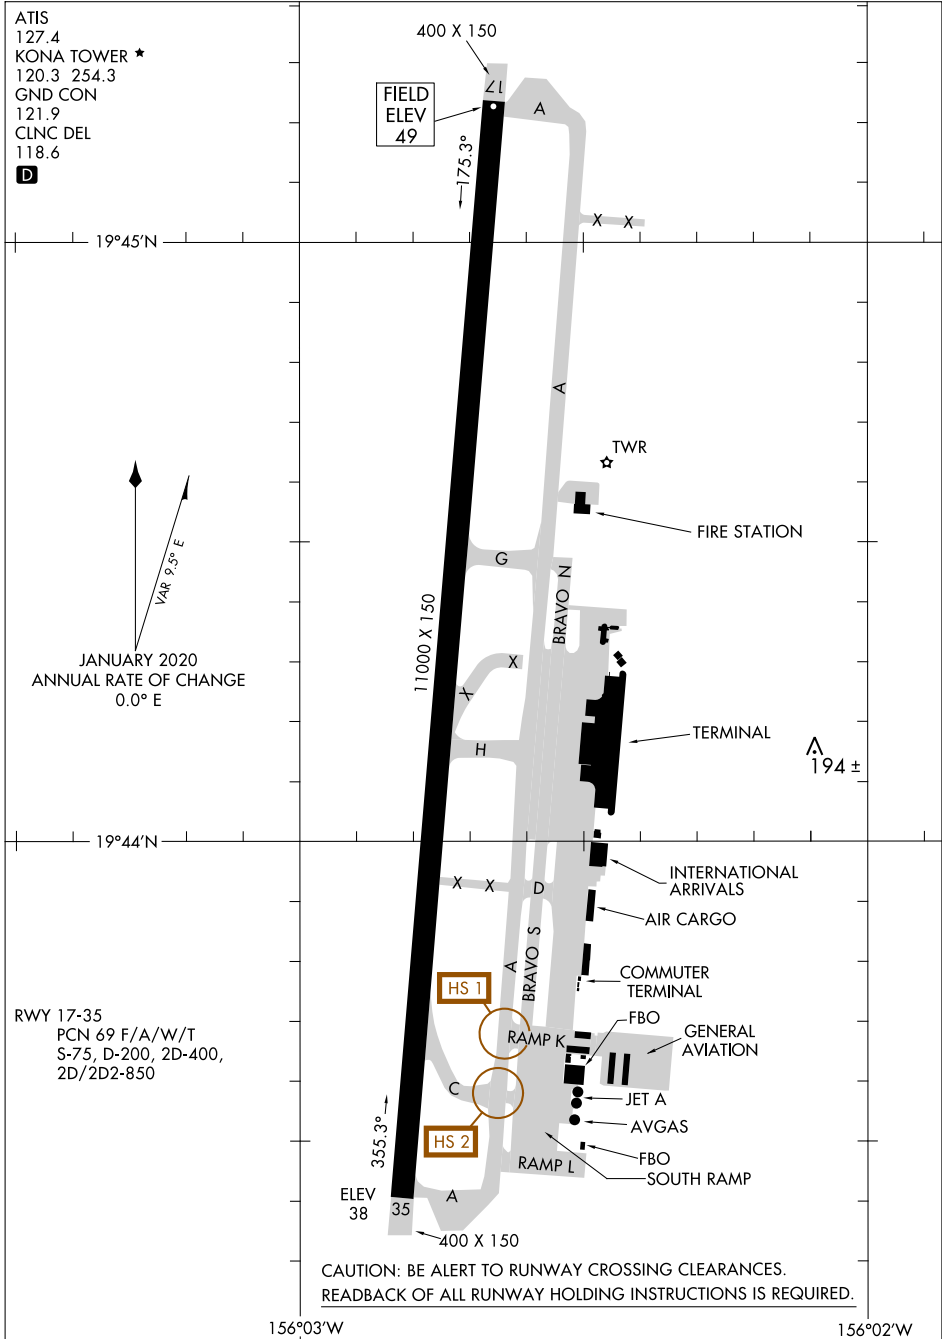 ATIS
127.4
KONA TOWER ★
120.3 254.3
GND CON
121.9
CLNC DEL
118.6
D
400 X 150
17
FIELD
ELEV
49
A
175.3°
X X
19°45'N
A
TWR
FIRE STATION
VAR 9.5° E
G
BRAVO N
11000 X 150
JANUARY 2020
ANNUAL RATE OF CHANGE
0.0° E
X
X
H
TERMINAL
194 ±
19°44'N
INTERNATIONAL
ARRIVALS
X X
D
AIR CARGO
A
BRAVO S
COMMUTER
TERMINAL
HS 1
RWY 17-35
PCN 69 F/A/W/T
S-75, D-200, 2D-400,
2D/2D2-850
FBO
RAMP K
GENERAL
AVIATION
C
JET A
355.3°
AVGAS
HS 2
FBO
RAMP L
SOUTH RAMP
ELEV
38
35
A
400 X 150
CAUTION: BE ALERT TO RUNWAY CROSSING CLEARANCES.
READBACK OF ALL RUNWAY HOLDING INSTRUCTIONS IS REQUIRED.
156°03'W
156°02'W